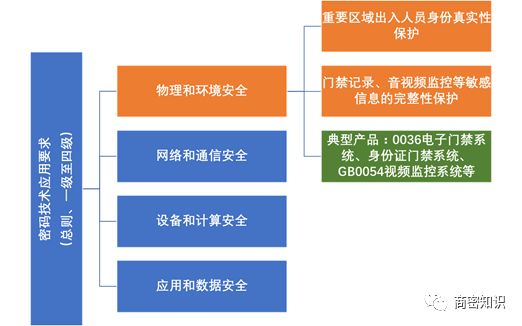 密码技术应用要求
(总则、一级至四级)
物理和环境安全
网络和通信安全
设备和计算安全
应用和数据安全
重要区域出入人员身份真实性
保护
门禁记录、音视频监控等敏感
信息的完整性保护
典型产品：0036电子门禁系
统、身份证门禁系统、
GB0054视频监控系统等
商密知识